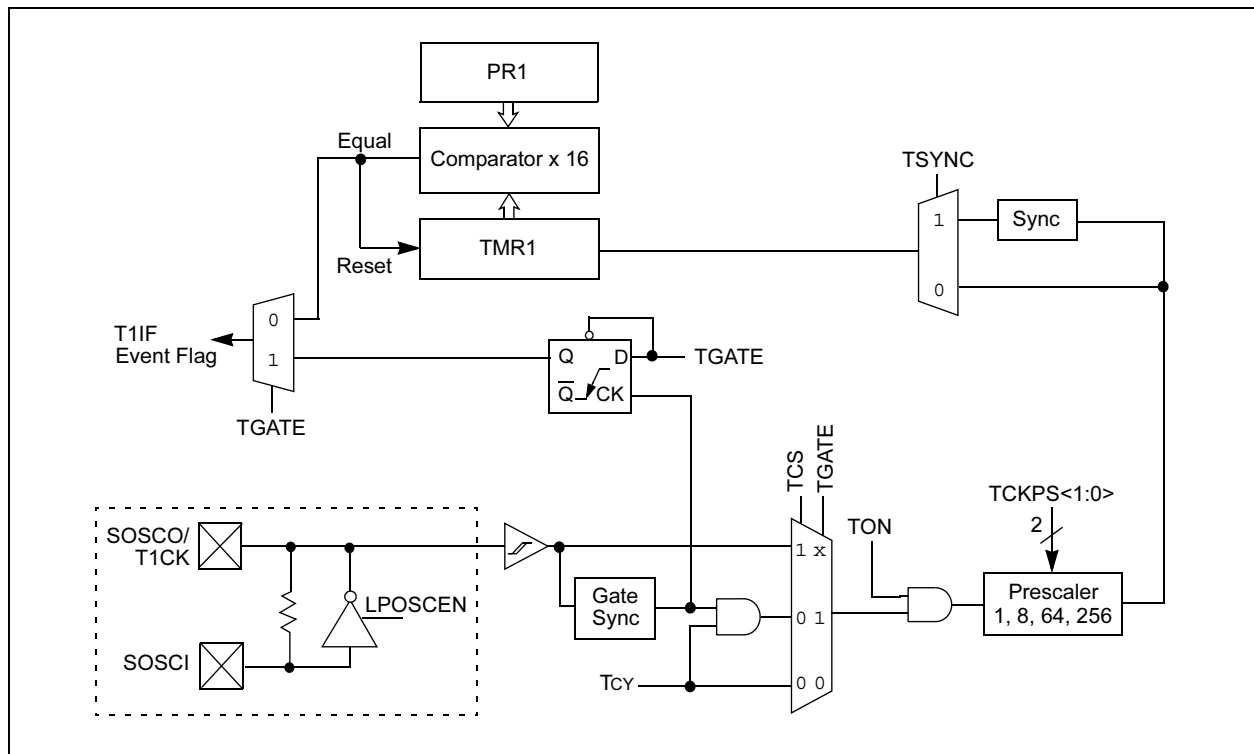 PR1
Equal
Comparator x 16
TSYNC
1
Sync
Reset
TMR1
0
0
T1IF
Event Flag
1
Q
D
TGATE
Q̅
CK
TGATE
TCS
TGATE
TCKPS<1:0>
2
SOSCO/
T1CK
1 x
TON
LPOSCEN
Gate
Sync
0 1
Prescaler
1, 8, 64, 256
SOSCI
TCY
0 0